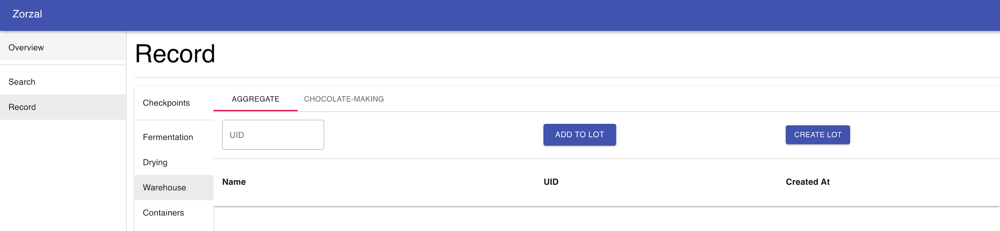 Zorzal
Overview
Search
Record
Record
Checkpoints
Fermentation
Drying
Warehouse
Containers
AGGREGATE CHOCOLATE-MAKING
UID ADD TO LOT CREATE LOT
Name UID Created At